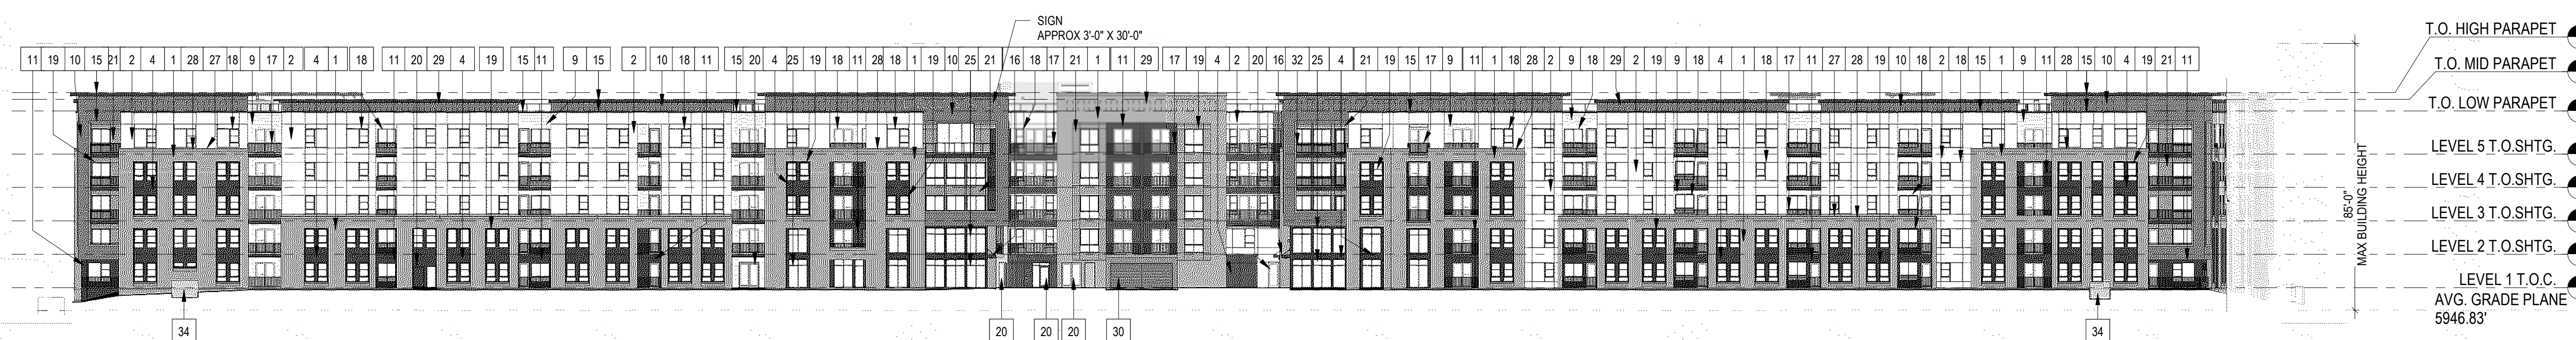 SIGN
APPROX 3'-0" X 30'-0"
11 19 10 15 21 2 4 1 28 27 18 9 17 2 4 1 18 11 20 29 4 19 15 11 9 15 2 10 18 11 15 20 4 25 19 18 11 28 18 1 19 10 25 21 16 18 17 21 1 11 29 17 19 4 2 20 16 32 25 4 21 19 15 17 9 11 1 18 28 2 9 18 29 2 19 9 18 4 1 18 17 11 27 28 19 10 18 2 18 15 1 9 11 28 15 10 4 19 21 11
34 20 20 20 30 34
85'-0"
MAX BUILDING HEIGHT
T.O. HIGH PARAPET
T.O. MID PARAPET
T.O. LOW PARAPET
LEVEL 5 T.O.SHTG.
LEVEL 4 T.O.SHTG.
LEVEL 3 T.O.SHTG.
LEVEL 2 T.O.SHTG.
LEVEL 1 T.O.C.
AVG. GRADE PLANE
5946.83'